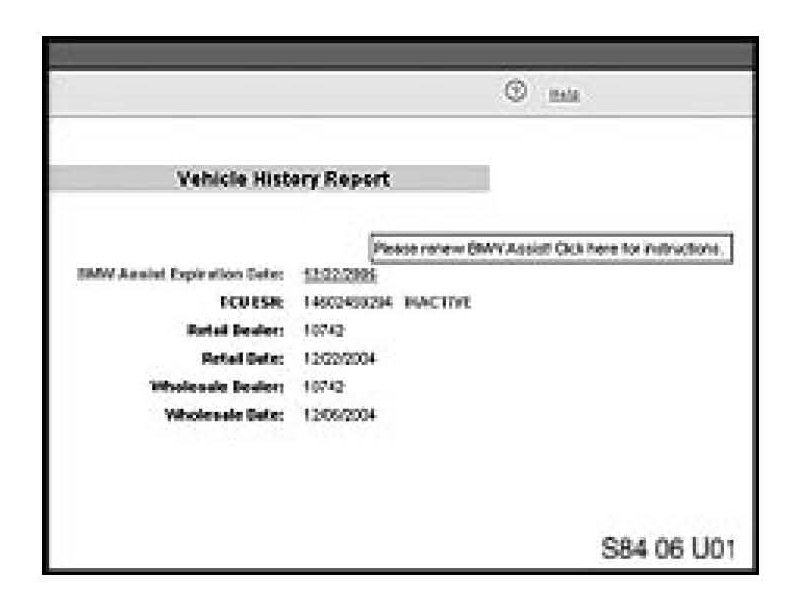 Help
Vehicle History Report
Please renew BMW Assist! Click here for instructions.
BMW Assist Expiration Date: 12/22/2005
TCU ESN: INACTIVE
Retail Dealer: 10742
Retail Date: 12/22/2004
Wholesale Dealer: 10742
Wholesale Date: 12/06/2004
S84 06 U01